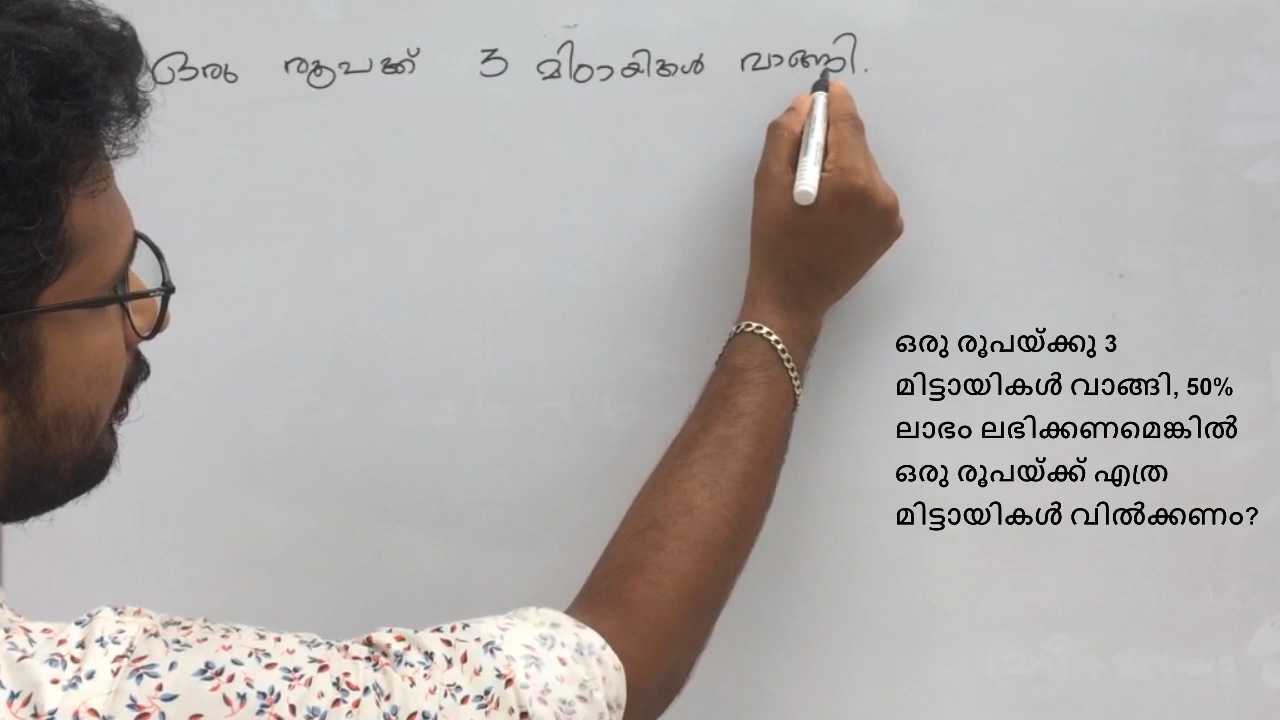 ഒരു രൂപക്ക് 3 മിഠായികൾ വാങ്ങി.
ഒരു രൂപയ്ക്കു 3
മിട്ടായികൾ വാങ്ങി, 50%
ലാഭം ലഭിക്കണമെങ്കിൽ
ഒരു രൂപയ്ക്ക് എത്ര
മിട്ടായികൾ വിൽക്കണം?